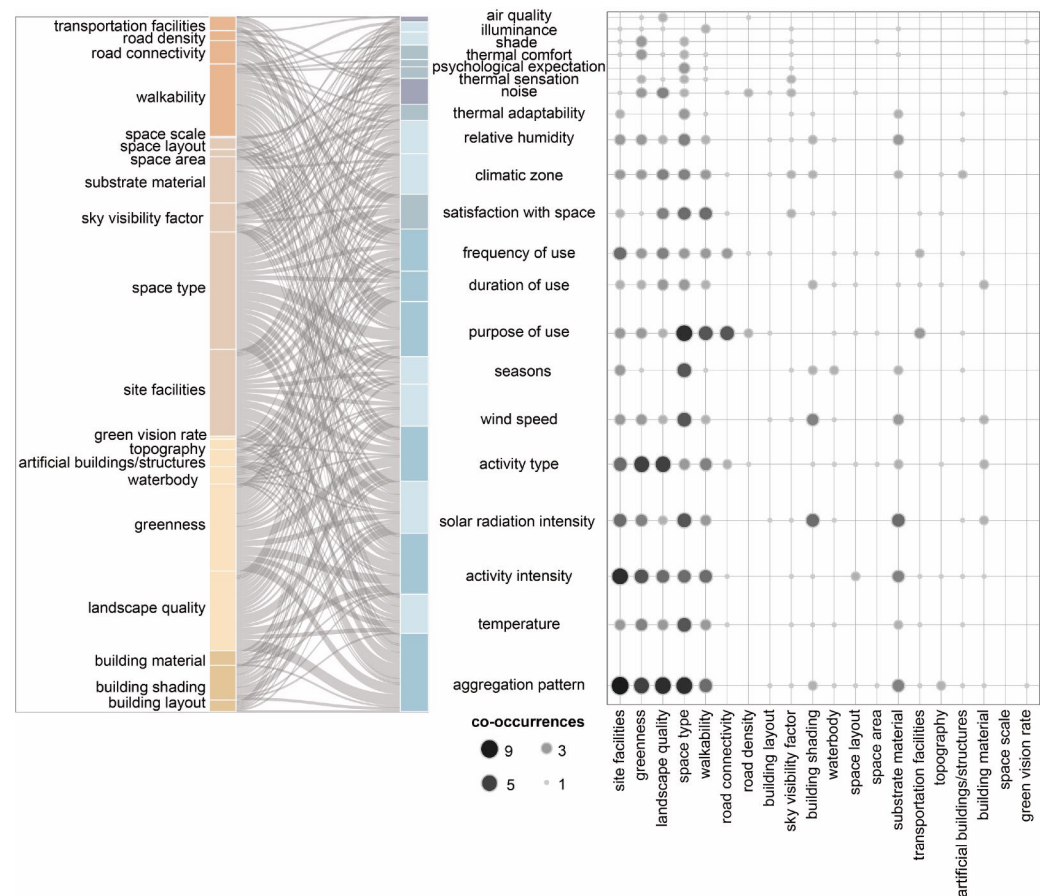 transportation facilities
road density
road connectivity
walkability
space scale
space layout
space area
substrate material
sky visibility factor
space type
site facilities
green vision rate
topography
artificial buildings/structures
waterbody
greenness
landscape quality
building material
building shading
building layout
air quality
illuminance
shade
thermal comfort
psychological expectation
thermal sensation
noise
thermal adaptability
relative humidity
climatic zone
satisfaction with space
frequency of use
duration of use
purpose of use
seasons
wind speed
activity type
solar radiation intensity
activity intensity
temperature
aggregation pattern
co-occurrences
9
3
5
1
site facilities
greenness
landscape quality
space type
walkability
road connectivity
road density
building layout
sky visibility factor
building shading
waterbody
space layout
space area
substrate material
transportation facilities
topography
artificial buildings/structures
building material
space scale
green vision rate